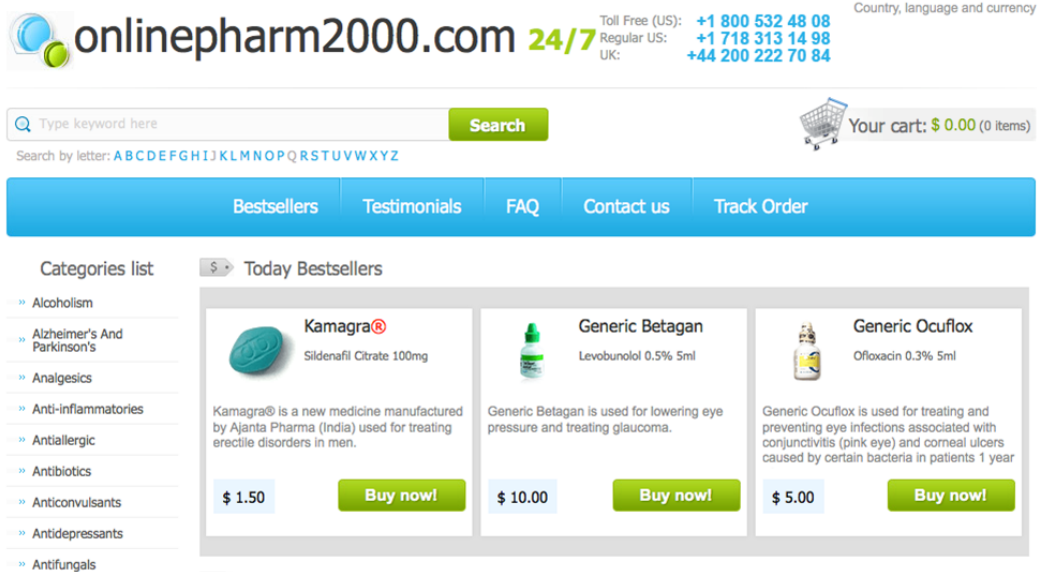 Country, language and currency
onlinepharm2000.com 24/7
Toll Free (US): +1 800 532 48 08
Regular US: +1 718 313 14 98
UK: +44 200 222 70 84
Type keyword here
Search
Your cart: $ 0.00 (0 items)
Search by letter: A B C D E F G H I J K L M N O P Q R S T U V W X Y Z
Bestsellers Testimonials FAQ Contact us Track Order
Categories list
» Alcoholism
» Alzheimer's And
Parkinson's
» Analgesics
» Anti-inflammatories
» Antiallergic
» Antibiotics
» Anticonvulsants
» Antidepressants
» Antifungals
$ Today Bestsellers
Kamagra®
Sildenafil Citrate 100mg
Kamagra® is a new medicine manufactured
by Ajanta Pharma (India) used for treating
erectile disorders in men.
$ 1.50
Buy now!
Generic Betagan
Levobunolol 0.5% 5ml
Generic Betagan is used for lowering eye
pressure and treating glaucoma.
$ 10.00
Buy now!
Generic Ocuflox
Ofloxacin 0.3% 5ml
Generic Ocuflox is used for treating and
preventing eye infections associated with
conjunctivitis (pink eye) and corneal ulcers
caused by certain bacteria in patients 1 year
$ 5.00
Buy now!